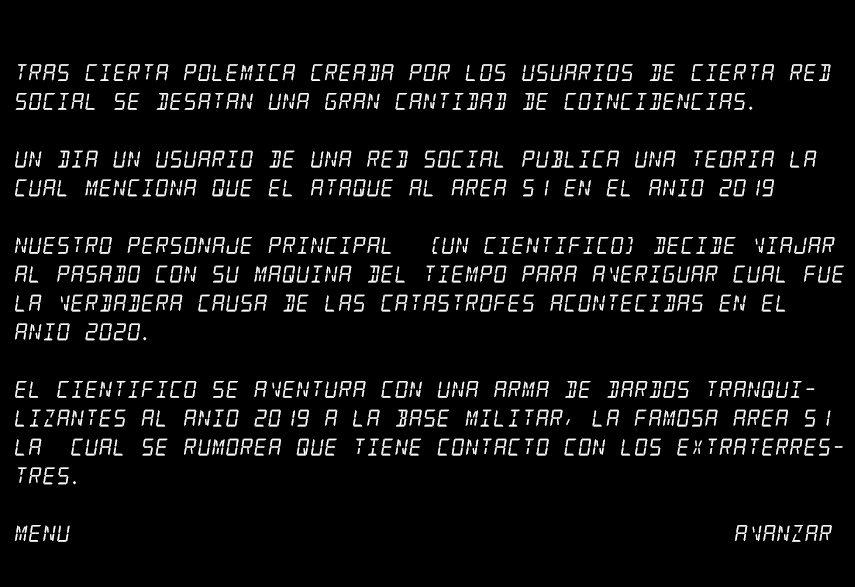 TRAS CIERTA POLEMICA CREADA POR LOS USUARIOS DE CIERTA RED
SOCIAL SE DESATAN UNA GRAN CANTIDAD DE COINCIDENCIAS.
UN DIA UN USUARIO DE UNA RED SOCIAL PUBLICA UNA TEORIA LA
CUAL MENCIONA QUE EL ATAQUE AL AREA 51 EN EL ANIO 2019
NUESTRO PERSONAJE PRINCIPAL (UN CIENTIFICO) DECIDE VIAJAR
AL PASADO CON SU MAQUINA DEL TIEMPO PARA AVERIGUAR CUAL FUE
LA VERDADERA CAUSA DE LAS CATASTROFES ACONTECIDAS EN EL
ANIO 2020.
EL CIENTIFICO SE AVENTURA CON UNA ARMA DE DARDOS TRANQUI-
LIZANTES AL ANIO 2019 A LA BASE MILITAR, LA FAMOSA AREA 51
LA CUAL SE RUMOREA QUE TIENE CONTACTO CON LOS EXTRATERRES-
TRES.
MENU AVANZAR